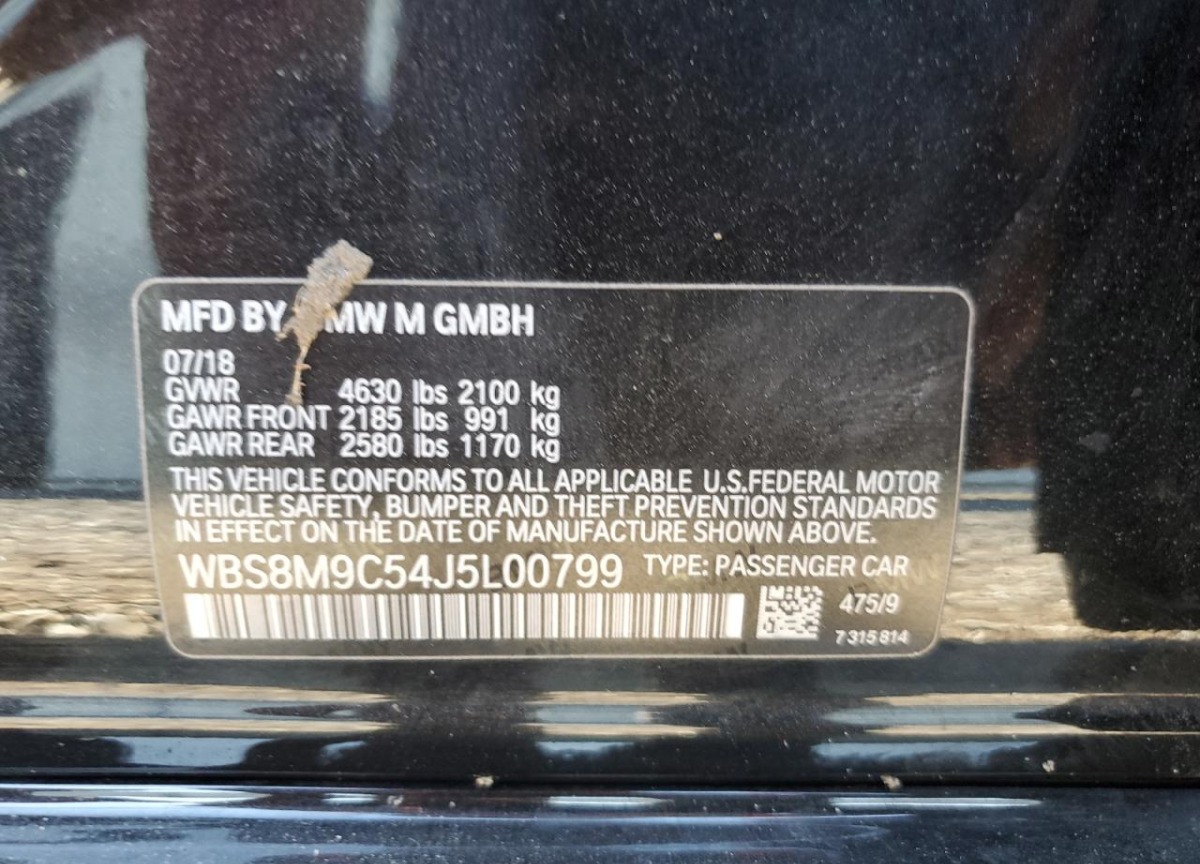 MFD BY MW M GMBH
07/18
GVWR 4630 lbs 2100 kg
GAWR FRONT 2185 lbs 991 kg
GAWR REAR 2580 lbs 1170 kg
THIS VEHICLE CONFORMS TO ALL APPLICABLE U.S.FEDERAL MOTOR
VEHICLE SAFETY, BUMPER AND THEFT PREVENTION STANDARDS
IN EFFECT ON THE DATE OF MANUFACTURE SHOWN ABOVE.
WBS8M9C54J5L00799 TYPE: PASSENGER CAR
475/9
7 315 814